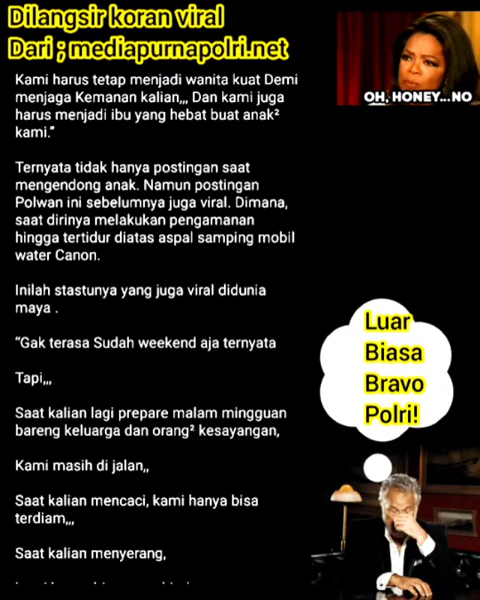 Dilangsir koran viral
Dari ; mediapurnapolri.net
OH, HONEY...NO
Kami harus tetap menjadi wanita kuat Demi
menjaga Kemanan kalian,,, Dan kami juga
harus menjadi ibu yang hebat buat anak²
kami.”
Ternyata tidak hanya postingan saat
mengendong anak. Namun postingan
Polwan ini sebelumnya juga viral. Dimana,
saat dirinya melakukan pengamanan
hingga tertidur diatas aspal samping mobil
water Canon.
Inilah stastunya yang juga viral didunia
maya .
“Gak terasa Sudah weekend aja ternyata
Tapi,,,
Saat kalian lagi prepare malam mingguan
bareng keluarga dan orang² kesayangan,
Kami masih di jalan,,
Saat kalian mencaci, kami hanya bisa
terdiam,,,
Saat kalian menyerang,
Luar
Biasa
Bravo
Polri!